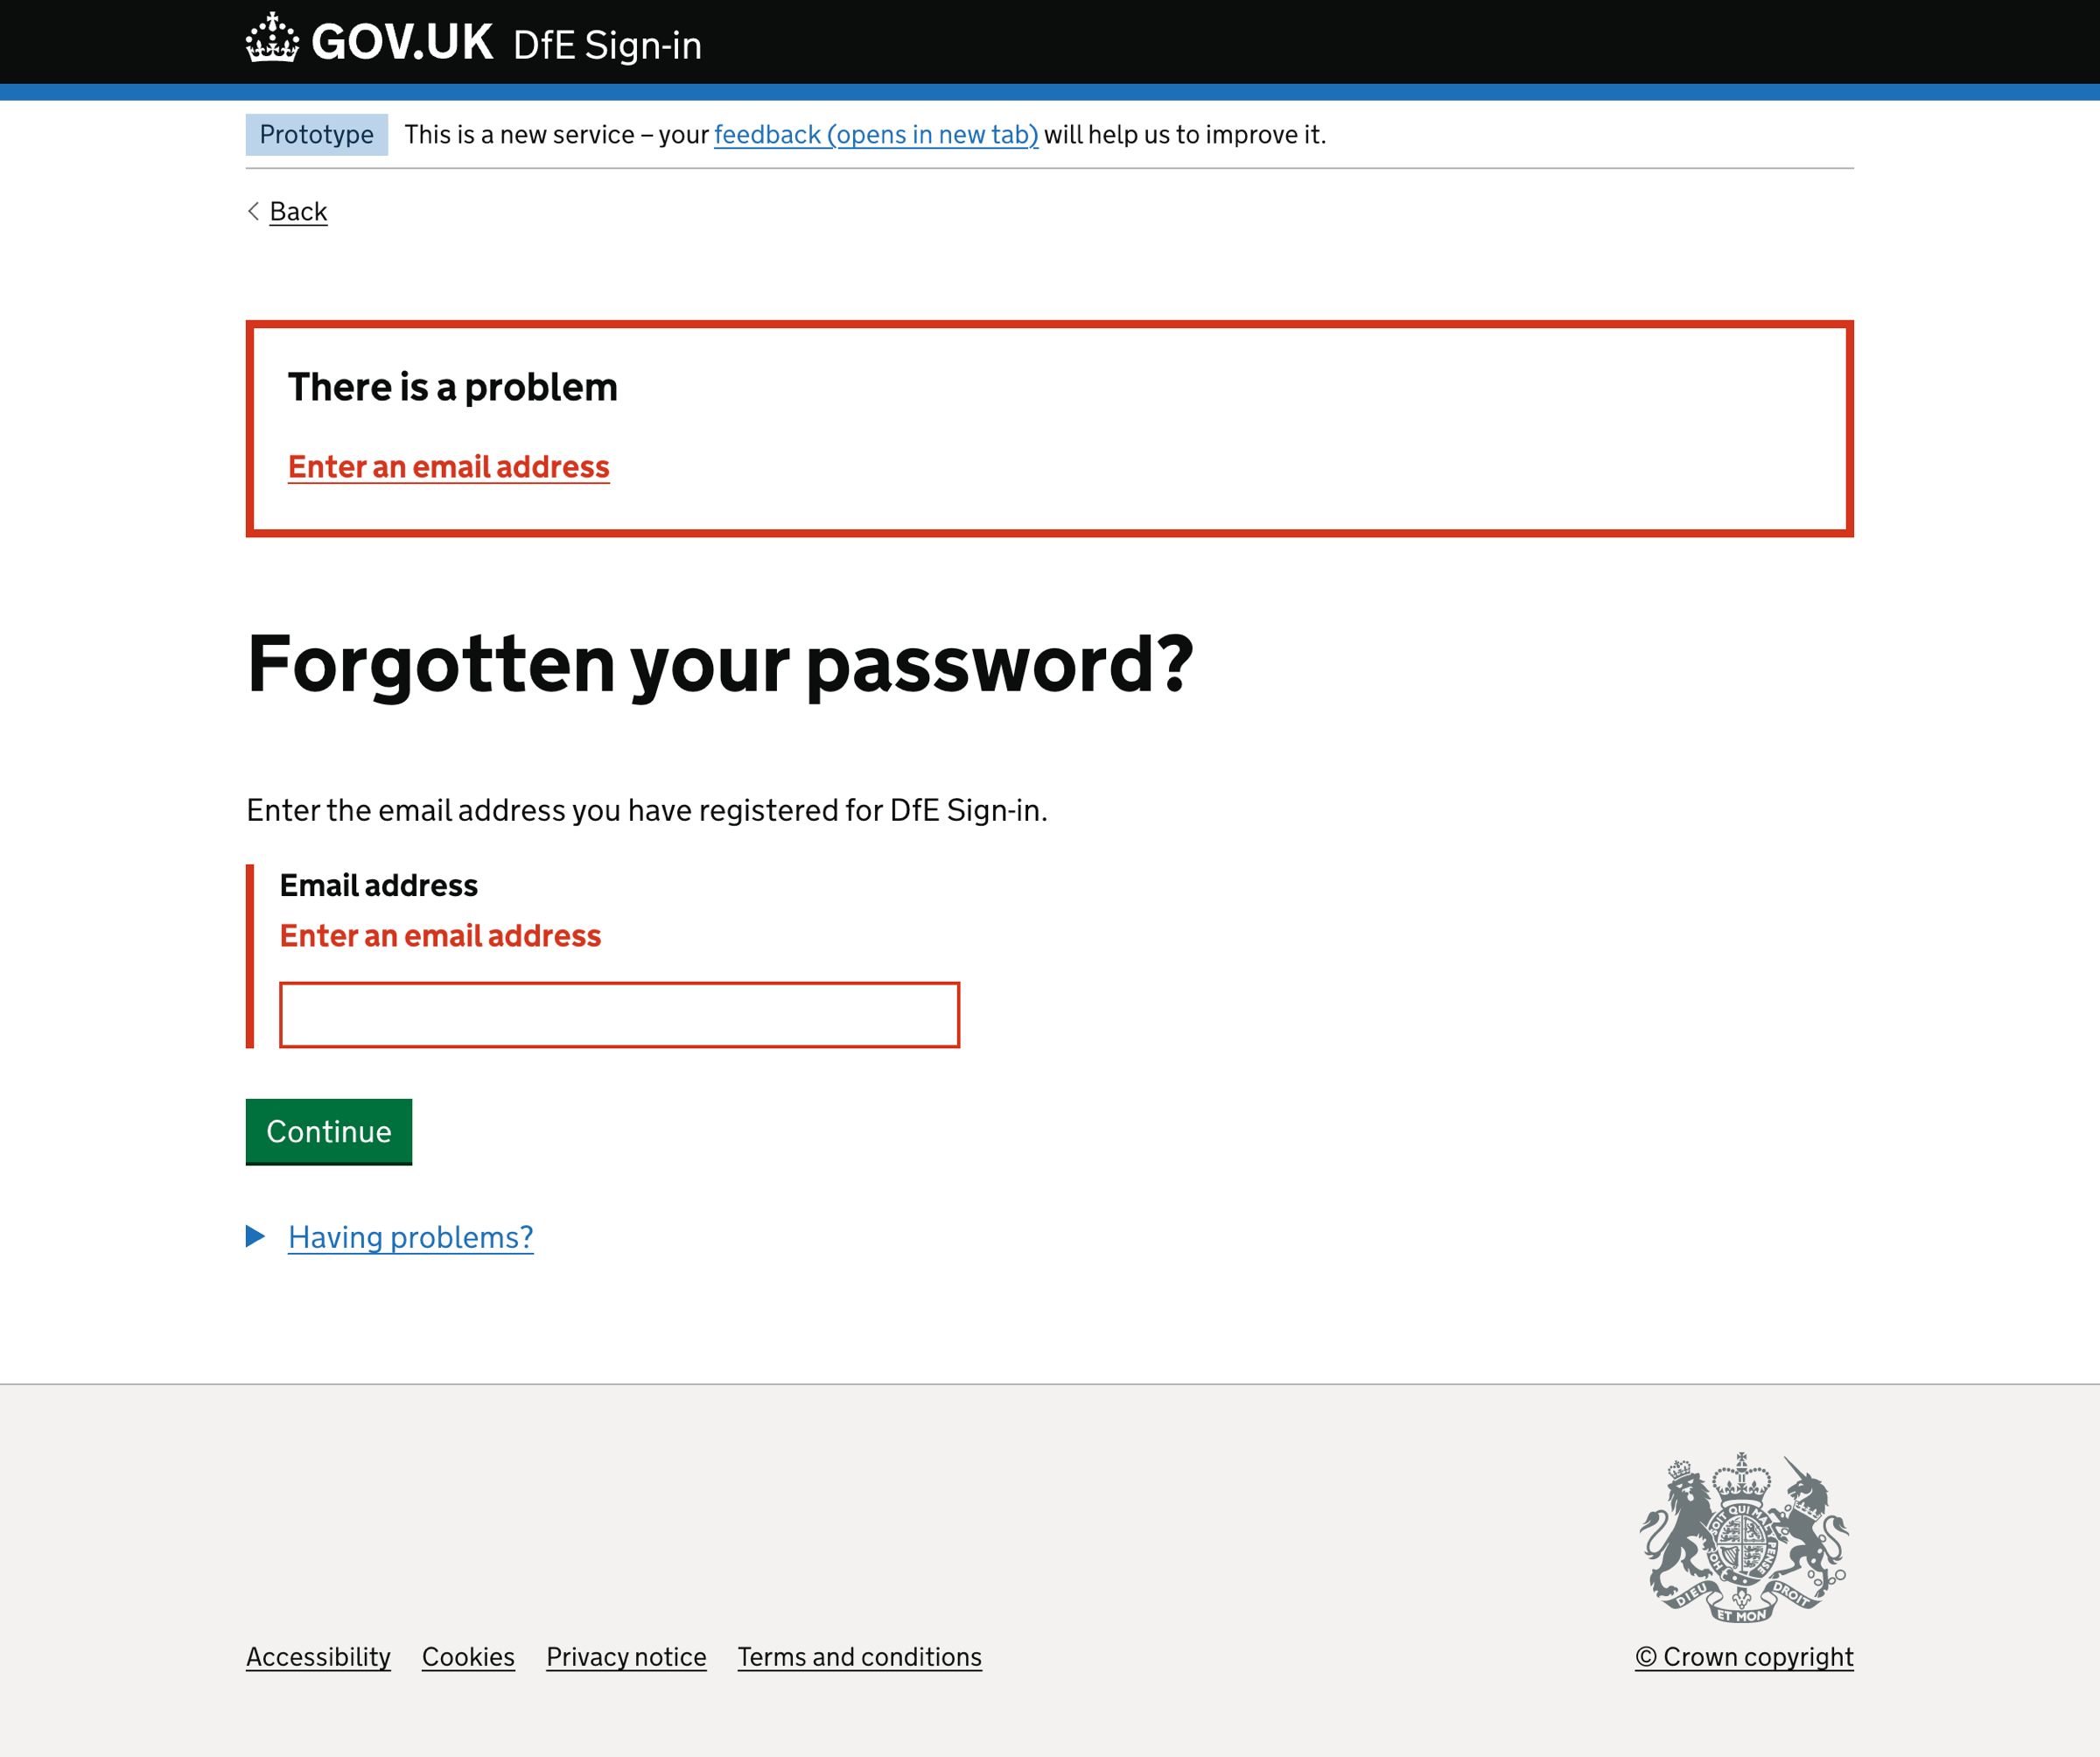 GOV.UK DfE Sign-in
Prototype This is a new service – your feedback (opens in new tab) will help us to improve it.
Back
There is a problem
Enter an email address
Forgotten your password?
Enter the email address you have registered for DfE Sign-in.
Email address
Enter an email address
Continue
Having problems?
SOIT QUI MAL Y PENSE
HON
DIEU ET MON DROIT
Accessibility Cookies Privacy notice Terms and conditions © Crown copyright